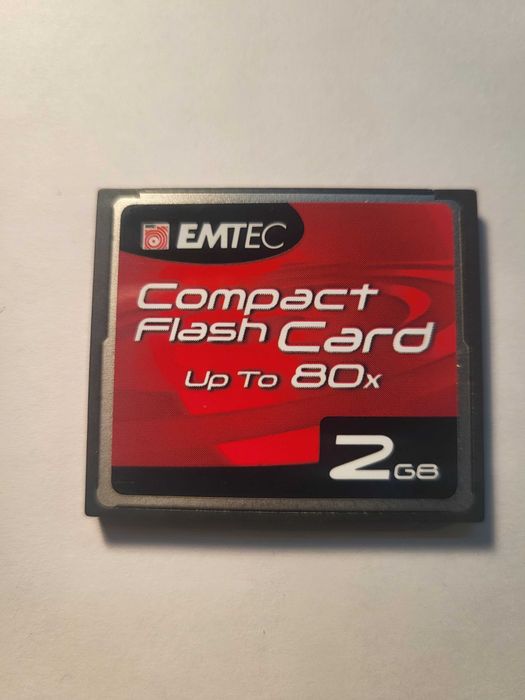 EMTEC
Compact
Flash Card
Up To 80x
2GB